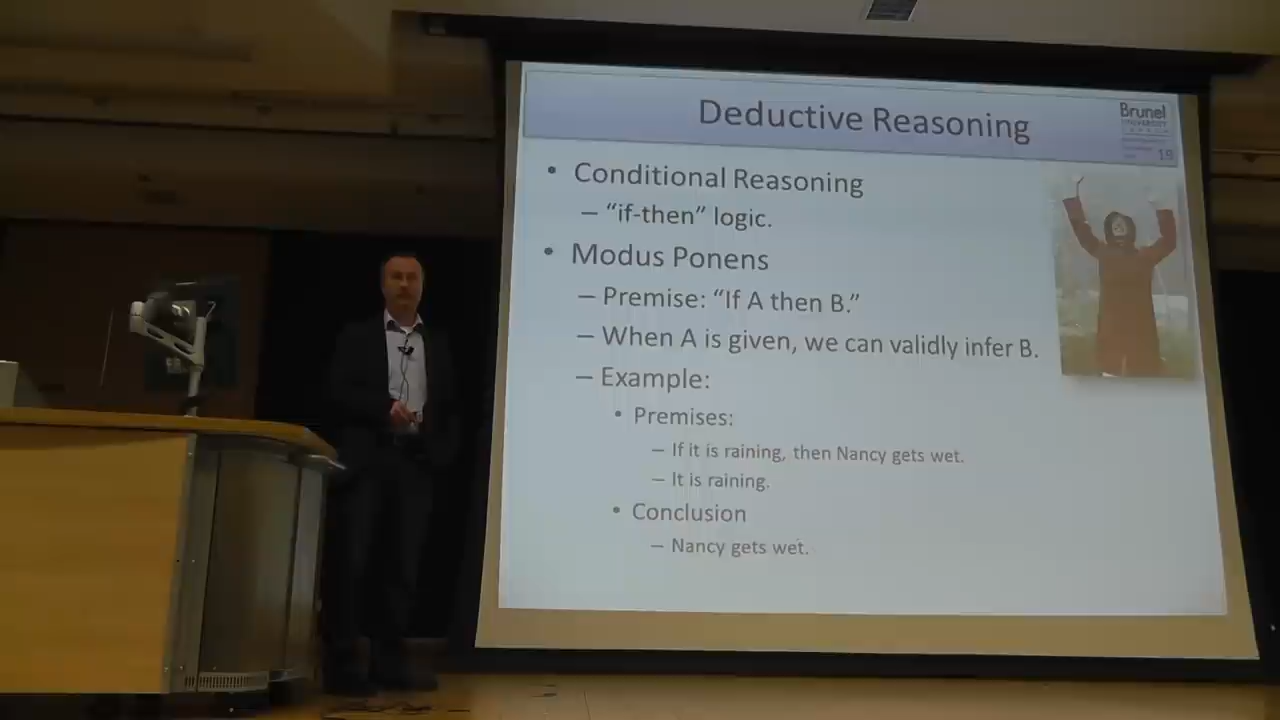 Deductive Reasoning
Brunel
UNIVERSITY
LONDON
19
• Conditional Reasoning
– “if-then” logic.
• Modus Ponens
– Premise: “If A then B.”
– When A is given, we can validly infer B.
– Example:
• Premises:
– If it is raining, then Nancy gets wet.
– It is raining.
• Conclusion
– Nancy gets wet.